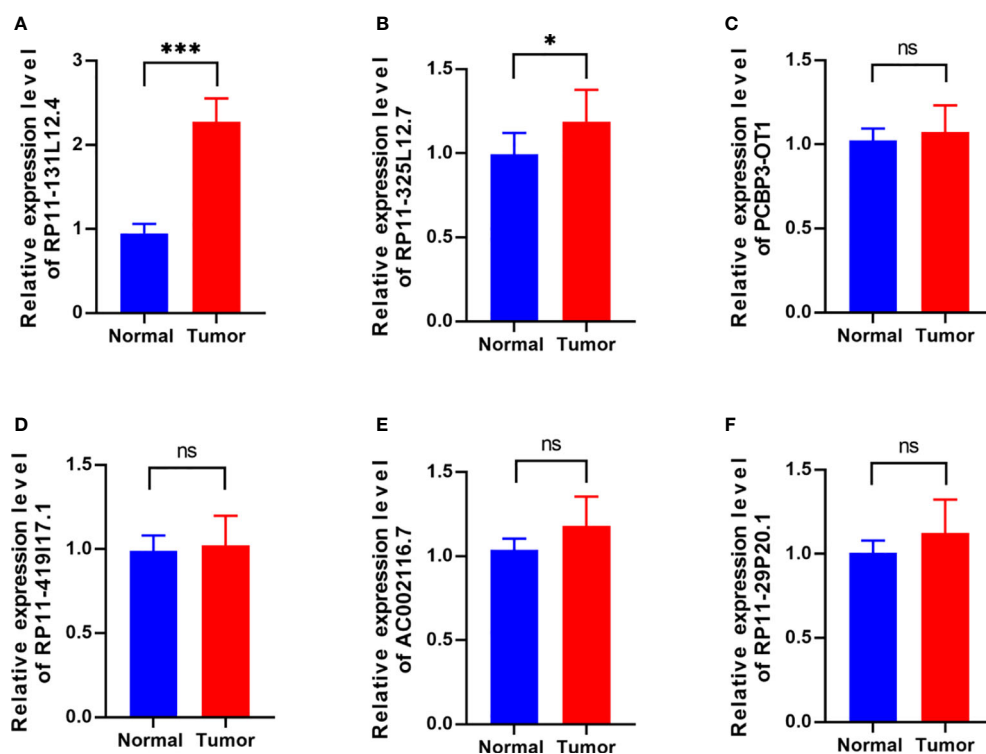 A
Relative expression level
of RP11-131L12.4
3
2
1
0
***
Normal Tumor
B
Relative expression level
of RP11-325L12.7
1.5
1.0
0.5
0.0
*
Normal Tumor
C
Relative expression level
of PCBP3-OT1
1.5
1.0
0.5
0.0
ns
Normal Tumor
D
Relative expression level
of RP11-419I17.1
1.5
1.0
0.5
0.0
ns
Normal Tumor
E
Relative expression level
of AC002116.7
1.5
1.0
0.5
0.0
ns
Normal Tumor
F
Relative expression level
of RP11-29P20.1
1.5
1.0
0.5
0.0
ns
Normal Tumor